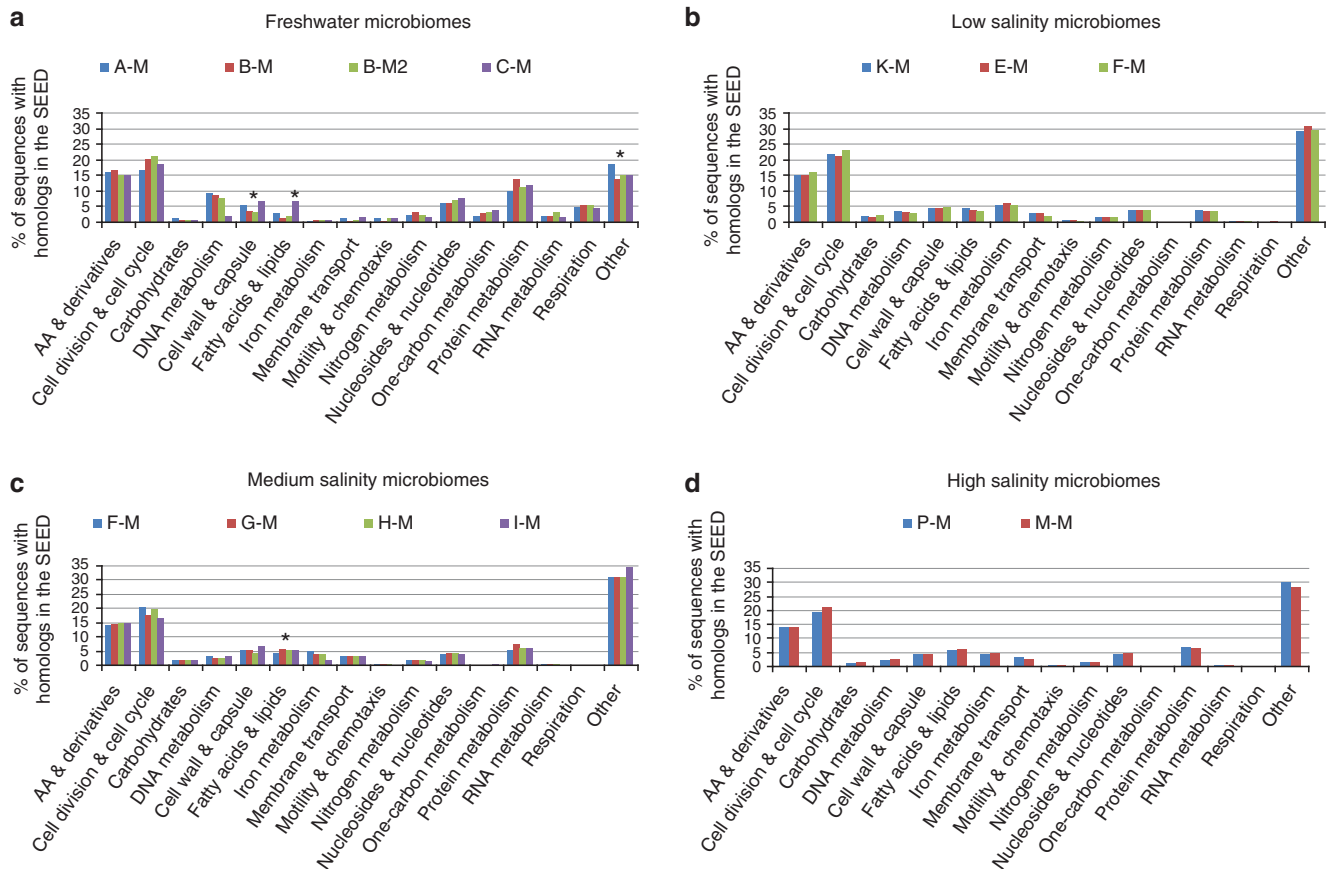 a
Freshwater microbiomes
A-M B-M B-M2 C-M
% of sequences with
homologs in the SEED
35
30
25
20
15
10
5
0
* * *
AA & derivatives
Cell division & cell cycle
Carbohydrates
DNA metabolism
Cell wall & capsule
Fatty acids & lipids
Iron metabolism
Membrane transport
Motility & chemotaxis
Nitrogen metabolism
Nucleosides & nucleotides
One-carbon metabolism
Protein metabolism
RNA metabolism
Respiration
Other
b
Low salinity microbiomes
K-M E-M F-M
% of sequences with
homologs in the SEED
35
30
25
20
15
10
5
0
AA & derivatives
Cell division & cell cycle
Carbohydrates
DNA metabolism
Cell wall & capsule
Fatty acids & lipids
Iron metabolism
Membrane transport
Motility & chemotaxis
Nitrogen metabolism
Nucleosides & nucleotides
One-carbon metabolism
Protein metabolism
RNA metabolism
Respiration
Other
c
Medium salinity microbiomes
F-M G-M H-M I-M
% of sequences with
homologs in the SEED
35
30
25
20
15
10
5
0
*
AA & derivatives
Cell division & cell cycle
Carbohydrates
DNA metabolism
Cell wall & capsule
Fatty acids & lipids
Iron metabolism
Membrane transport
Motility & chemotaxis
Nitrogen metabolism
Nucleosides & nucleotides
One-carbon metabolism
Protein metabolism
RNA metabolism
Respiration
Other
d
High salinity microbiomes
P-M M-M
% of sequences with
homologs in the SEED
35
30
25
20
15
10
5
0
AA & derivatives
Cell division & cell cycle
Carbohydrates
DNA metabolism
Cell wall & capsule
Fatty acids & lipids
Iron metabolism
Membrane transport
Motility & chemotaxis
Nitrogen metabolism
Nucleosides & nucleotides
One-carbon metabolism
Protein metabolism
RNA metabolism
Respiration
Other